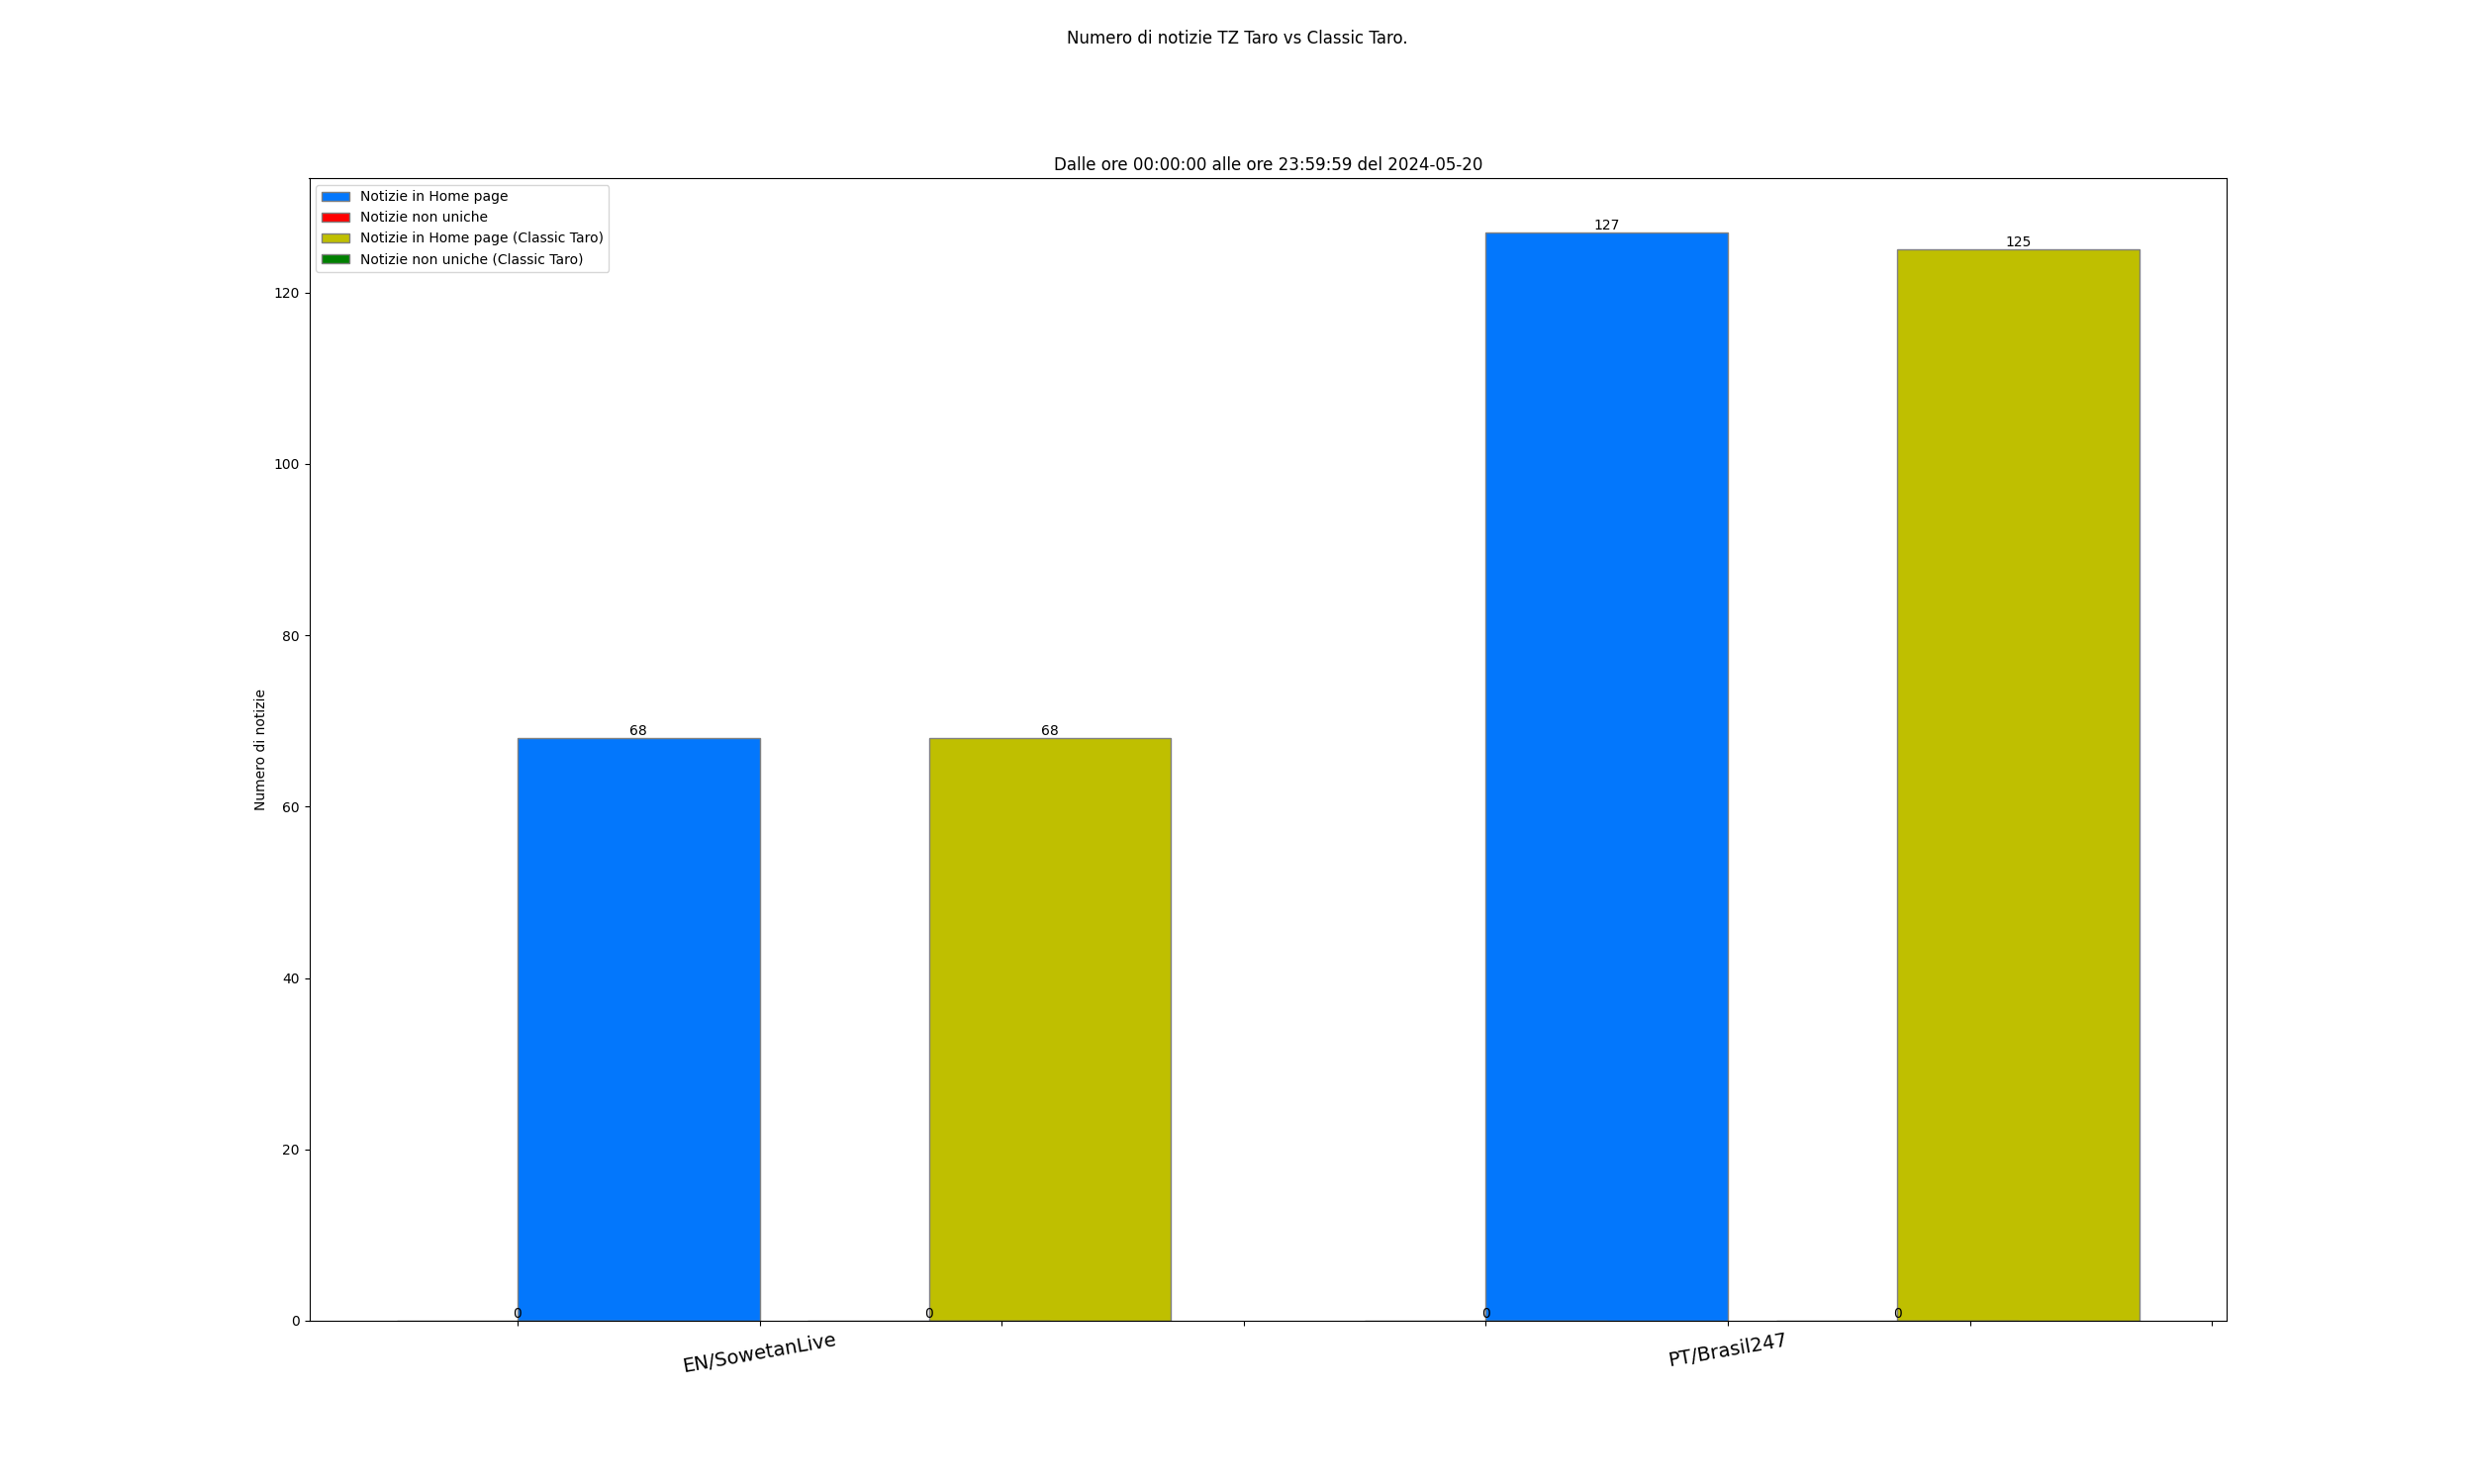 Numero di notizie TZ Taro vs Classic Taro.
Dalle ore 00:00:00 alle ore 23:59:59 del 2024-05-20
Notizie in Home page
Notizie non uniche
Notizie in Home page (Classic Taro)
Notizie non uniche (Classic Taro)
127
125
120
100
80
68
68
Numero di notizie
60
40
20
0
0
0
0
0
EN/SowetanLive
PT/Brasil247